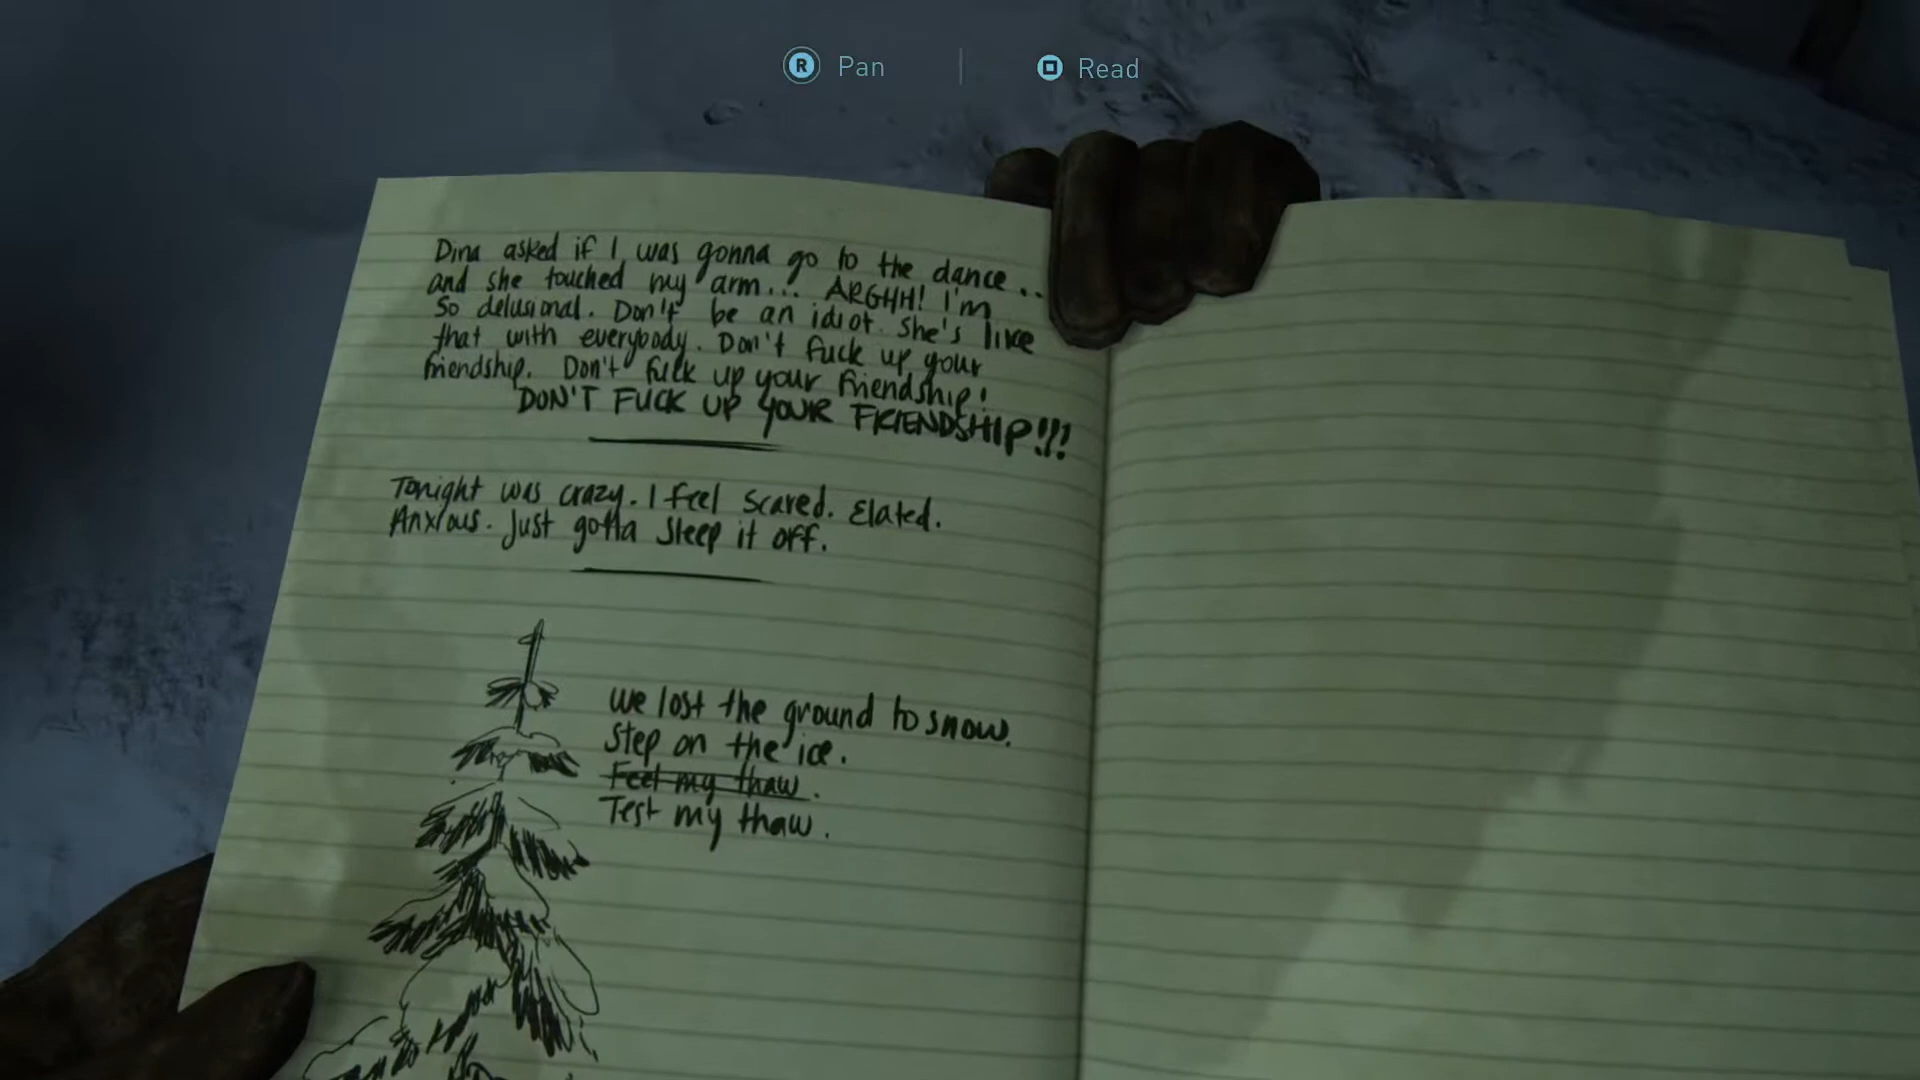 R Pan
Read
Dina asked if I was gonna go to the dance..
and she touched my arm... ARGHH! I'm
so delusional. Don't be an idiot. She's like
that with everybody. Don't fuck up your
friendship. Don't fuck up your friendship!
DON'T FUCK UP YOUR FRIENDSHIP!!!
Tonight was crazy. I feel scared. Elated.
Anxious. Just gotta sleep it off.
We lost the ground to snow.
Step on the ice.
Feel my thaw.
Test my thaw.